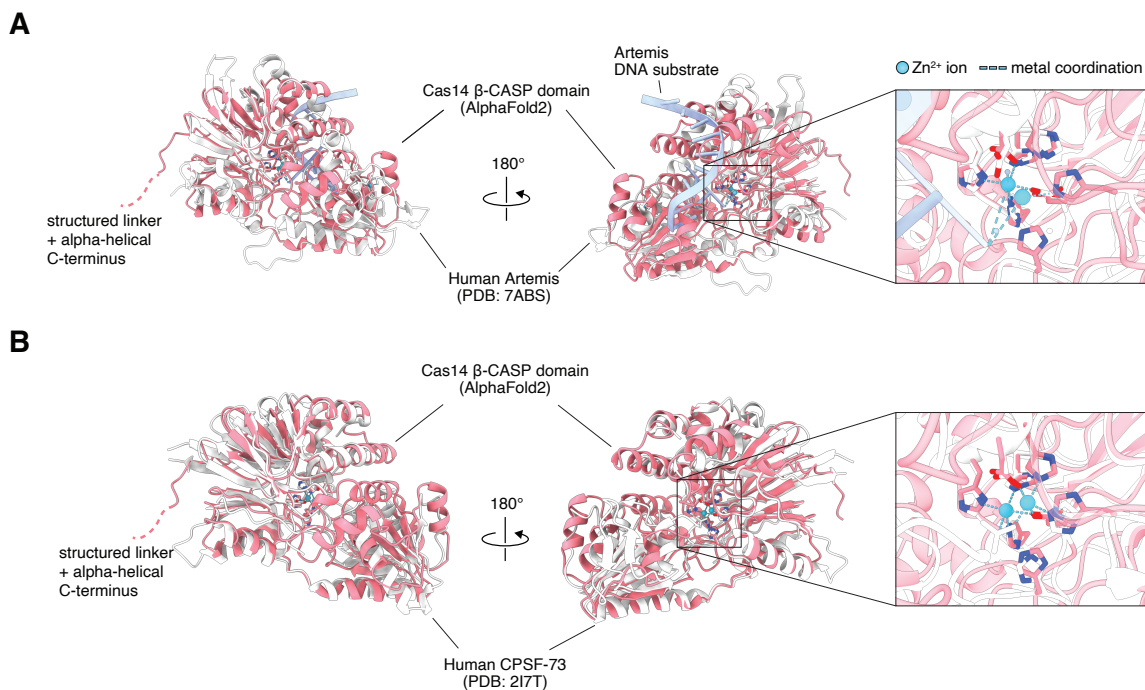 A
Artemis
DNA substrate
Zn²⁺ ion
metal coordination
Cas14 β-CASP domain
(AlphaFold2)
180°
structured linker
+ alpha-helical
C-terminus
Human Artemis
(PDB: 7ABS)
B
Cas14 β-CASP domain
(AlphaFold2)
180°
structured linker
+ alpha-helical
C-terminus
Human CPSF-73
(PDB: 2I7T)